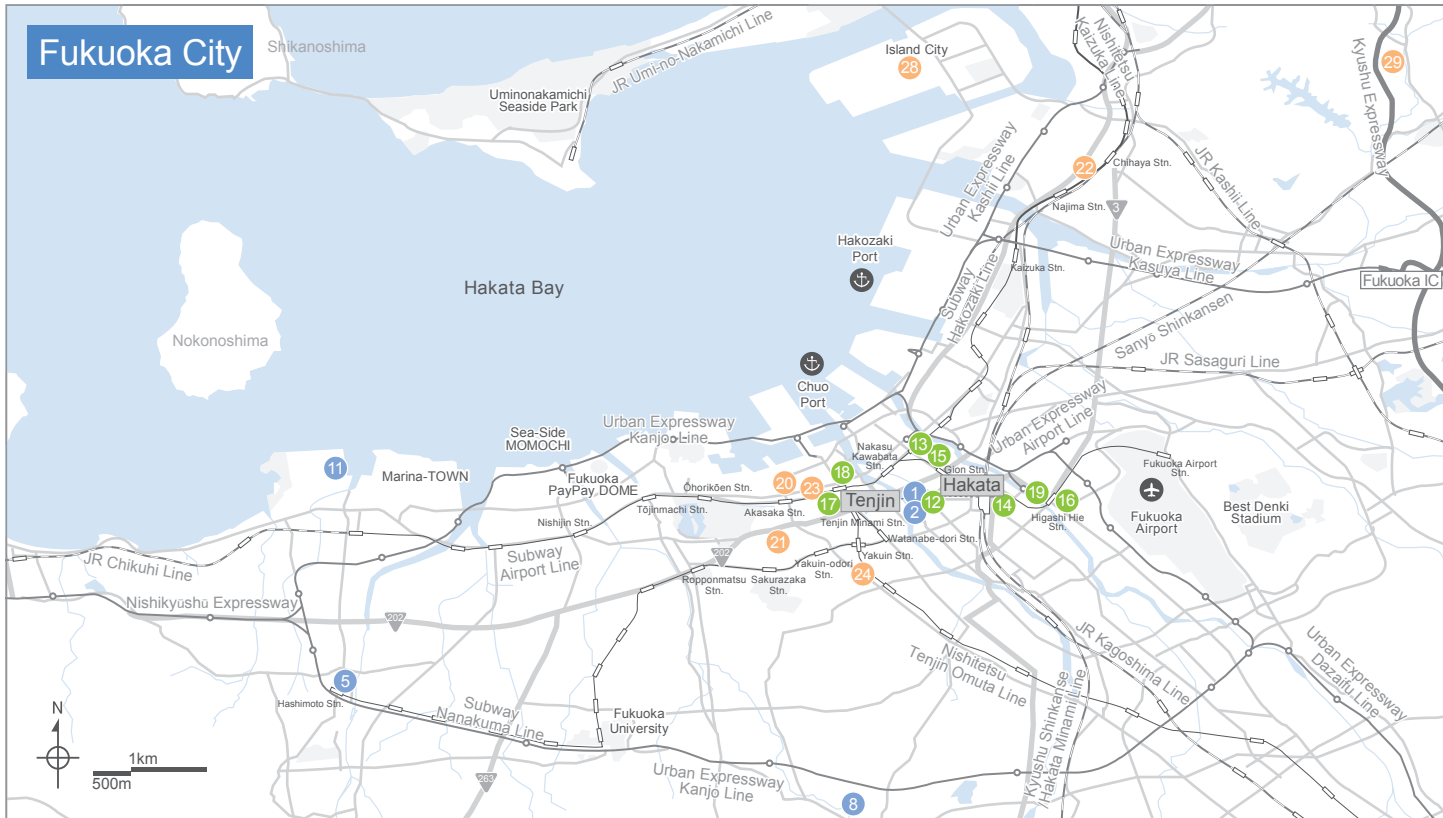 Fukuoka City
Shikanoshima
JR Umi-no-Nakamichi Line
Uminonakamichi
Seaside Park
Island City
28
Nishitetsu
Kaizuka Line
Kyushu Expressway
29
Urban Expressway
Kashii Line
22
Chihaya Stn.
JR Kashii Line
Najima Stn.
3
Hakozaki
Port
Urban Expressway
Kasuya Line
Kaizuka Stn.
Fukuoka IC
Hakata Bay
Subway
Hakozaki Line
Nokonoshima
Sanyō Shinkansen
JR Sasaguri Line
Chuo
Port
Urban Expressway
Airport Line
Urban Expressway
Kanjo Line
Sea-Side
MOMOCHI
11
Marina-TOWN
Fukuoka
PayPay DOME
Nakasu
Kawabata
Stn.
13
15
Gion Stn.
18
Ōhorikōen Stn.
20
23
17
Tenjin
1
2
12
Hakata
14
19
16
Higashi Hie
Stn.
Fukuoka Airport
Stn.
Fukuoka
Airport
Best Denki
Stadium
Tōjinmachi Stn.
Akasaka Stn.
Tenjin Minami Stn.
Nishijin Stn.
Watanabe-dori Stn.
21
202
Yakuin Stn.
Yakuin-odori
Stn.
24
Ropponmatsu
Stn.
Sakurazaka
Stn.
JR Chikuhi Line
Subway
Airport Line
Nishikyūshū Expressway
202
5
Hashimoto Stn.
Subway
Nanakuma Line
Fukuoka
University
Nishitetsu
Tenjin Omuta Line
JR Kagoshima Line
Urban Expressway
Dazaifu Line
Kyushu Shinkanse
/Hakata Minami Line
N
1km
500m
263
Urban Expressway
Kanjo Line
8